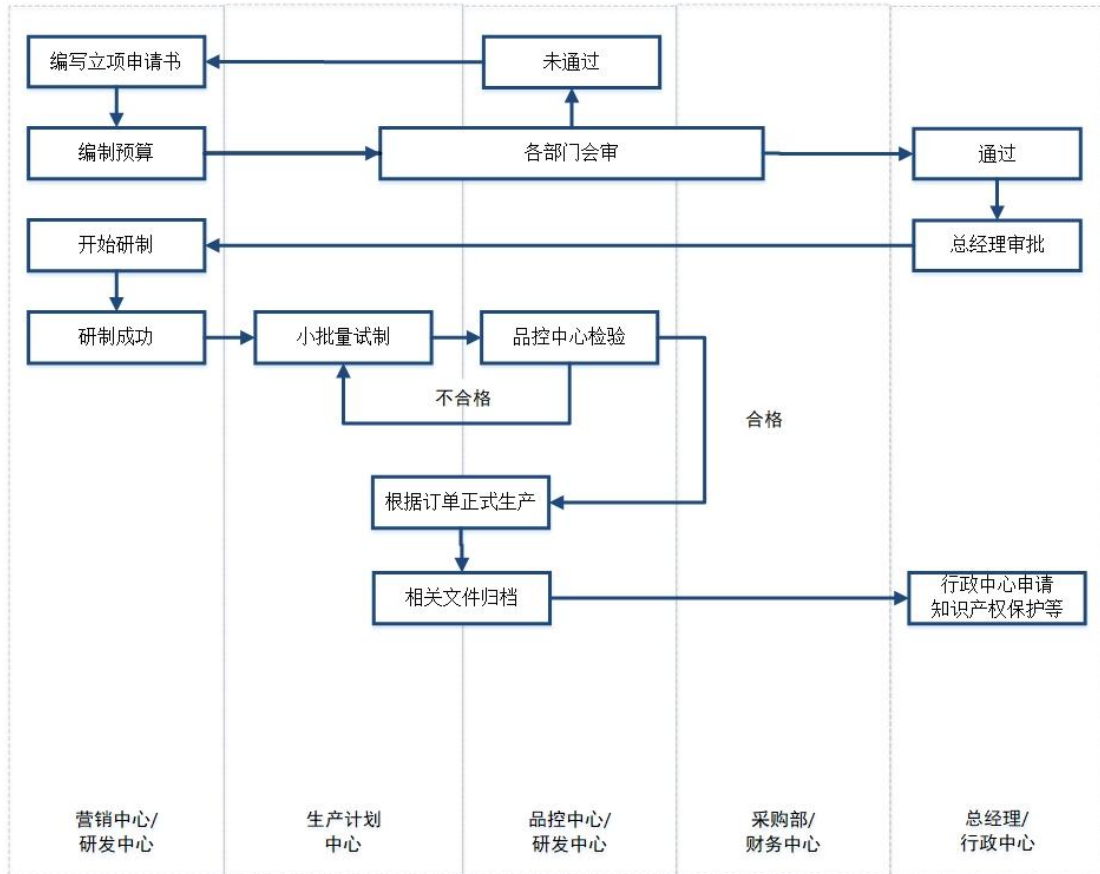 编写立项申请书
未通过
编制预算
各部门会审
通过
开始研制
总经理审批
研制成功
小批量试制
品控中心检验
不合格
合格
根据订单正式生产
相关文件归档
行政中心申请
知识产权保护等
营销中心/
研发中心
生产计划
中心
品控中心/
研发中心
采购部/
财务中心
总经理/
行政中心